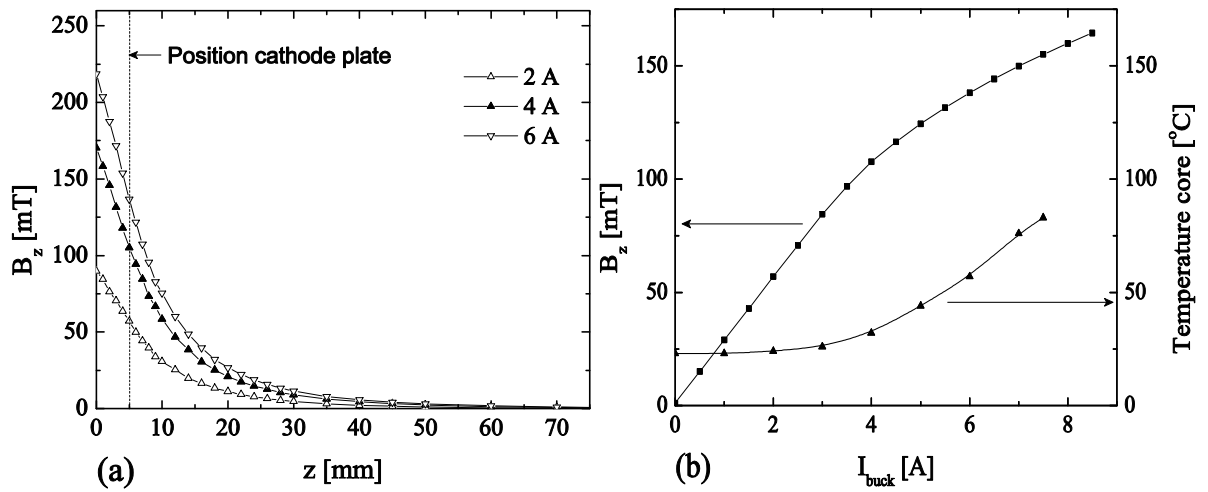 250
200
150
100
50
0
B_z [mT]
Position cathode plate
2 A
4 A
6 A
0 10 20 30 40 50 60 70
z [mm]
(a)
150
100
50
0
B_z [mT]
150
100
50
0
Temperature core [°C]
0 2 4 6 8
I_buck [A]
(b)